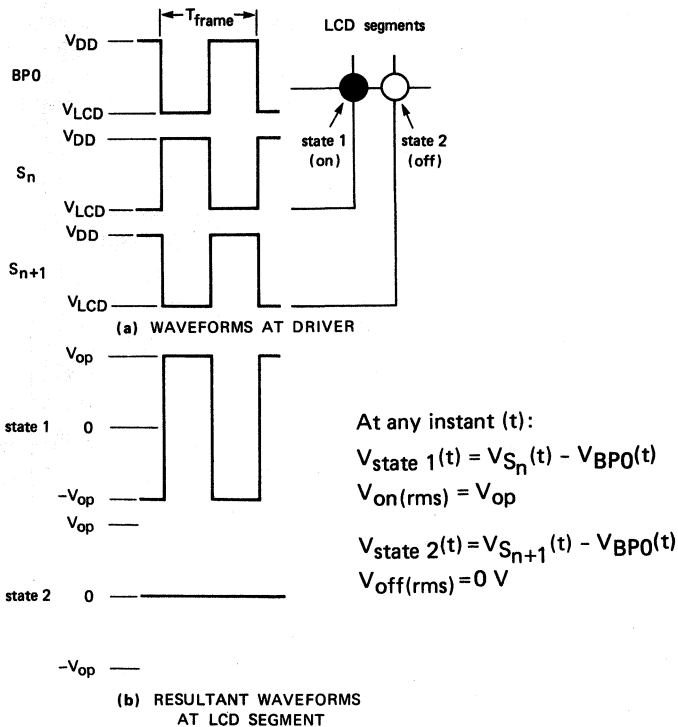 Tframe
LCD segments
VDD
BP0
VLCD
VDD
state 1
(on)
state 2
(off)
Sn
VLCD
VDD
Sn+1
VLCD
(a) WAVEFORMS AT DRIVER
Vop
state 1 0
−Vop
Vop
state 2 0
−Vop
At any instant (t):
Vstate 1(t) = VSn(t) − VBP0(t)
Von(rms) = Vop
Vstate 2(t) = VSn+1(t) − VBP0(t)
Voff(rms) = 0 V
(b) RESULTANT WAVEFORMS
AT LCD SEGMENT